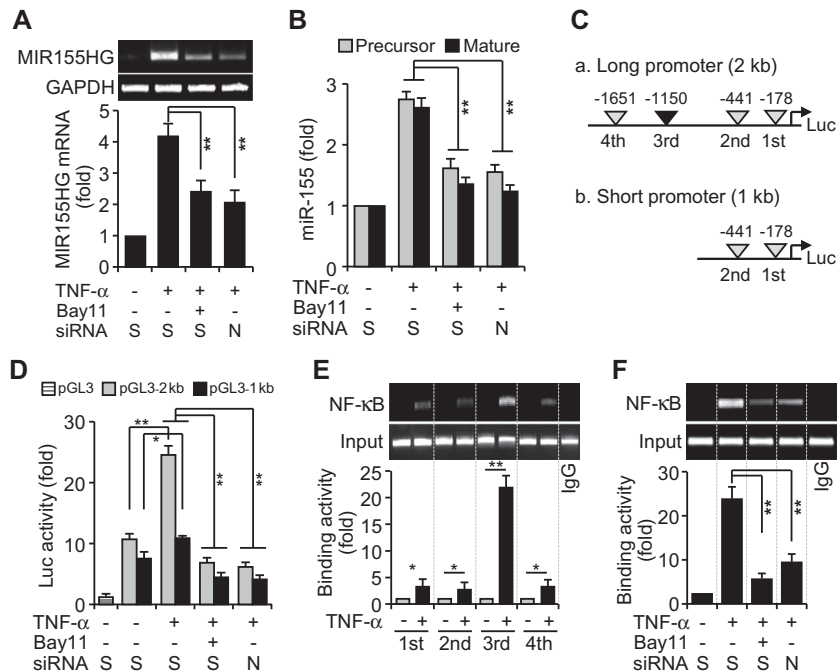 A
MIR155HG
GAPDH
MIR155HG mRNA
(fold)
5
4
3
2
1
0
**
**
TNF-α - + + +
Bay11 - - + -
siRNA S S S N
B
Precursor Mature
miR-155 (fold)
3
2
1
0
**
**
TNF-α - + + +
Bay11 - - + -
siRNA S S S N
C
a. Long promoter (2 kb)
-1651 -1150 -441 -178
Luc
4th 3rd 2nd 1st
b. Short promoter (1 kb)
-441 -178
Luc
2nd 1st
D
pGL3 pGL3-2kb pGL3-1kb
Luc activity (fold)
30
20
10
0
**
*
**
**
TNF-α - - + + +
Bay11 - - - + -
siRNA S S S S N
E
NF-κB
Input
IgG
Binding activity
(fold)
25
20
15
10
5
0
* * ** *
TNF-α - + - + - + - +
1st 2nd 3rd 4th
F
NF-κB
Input
IgG
Binding activity
(fold)
30
20
10
0
**
**
TNF-α - + + +
Bay11 - - + -
siRNA S S S N